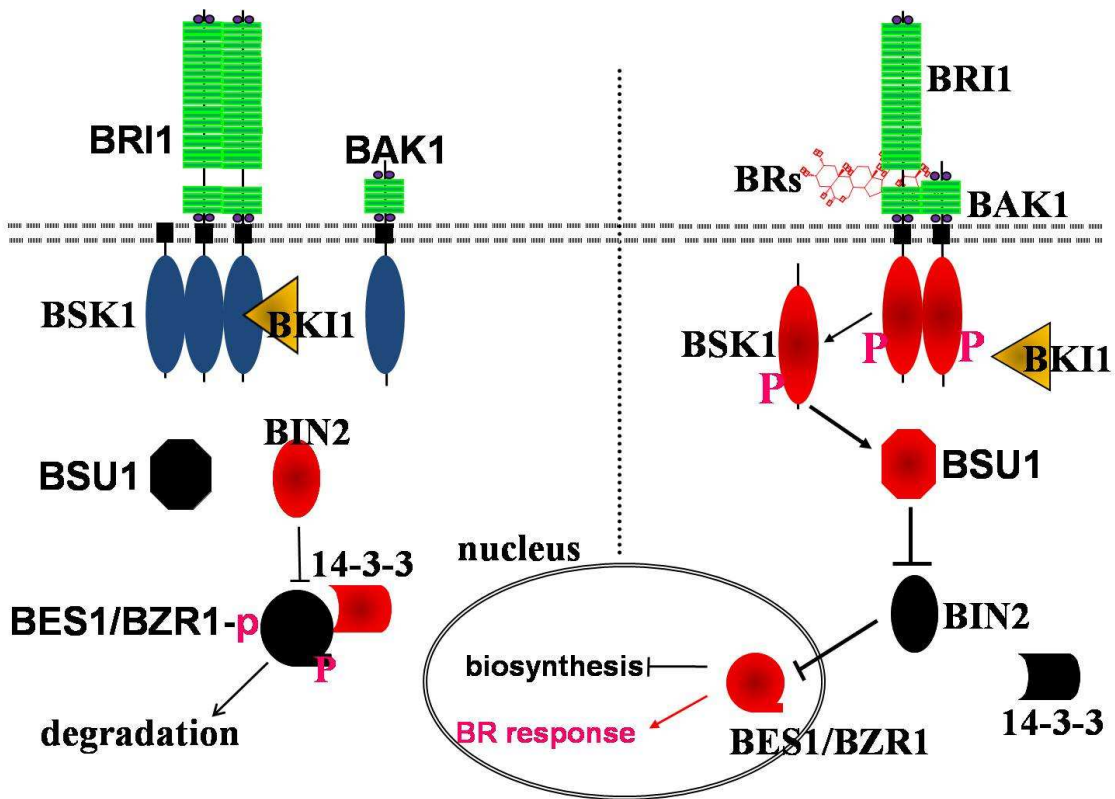 BRI1
BAK1
BSK1
BKI1
BSU1
BIN2
14-3-3
BES1/BZR1-p
P
degradation
BRI1
BRs
BAK1
BSK1
P
P
P
BKI1
BSU1
BIN2
14-3-3
nucleus
biosynthesis
BR response
BES1/BZR1